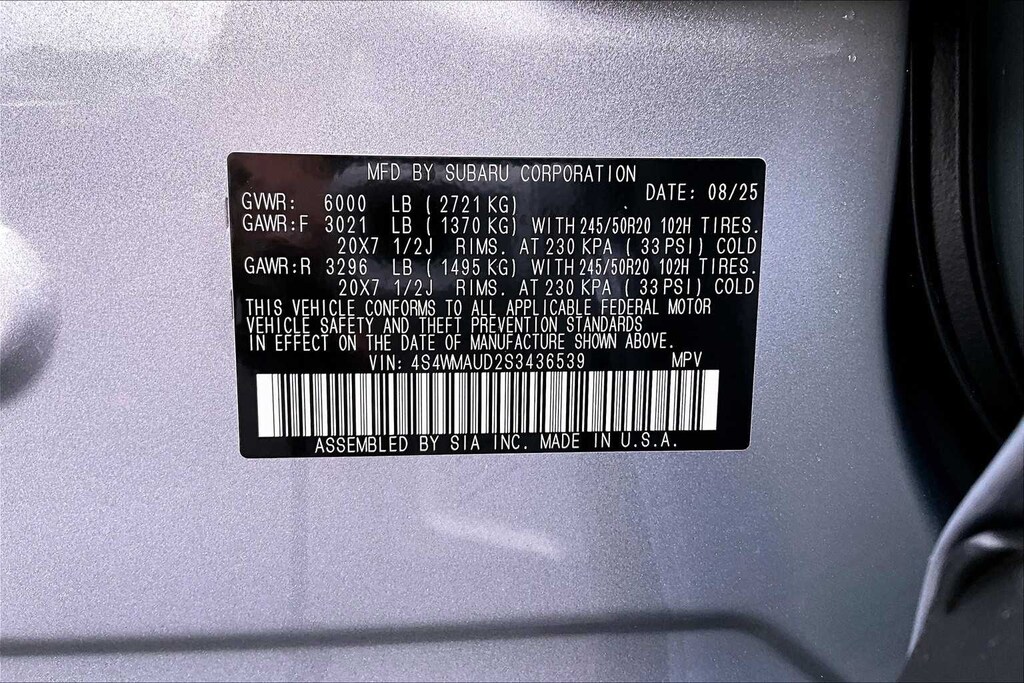 MFD BY SUBARU CORPORATION
DATE: 08/25
GVWR: 6000 LB ( 2721 KG)
GAWR:F 3021 LB ( 1370 KG) WITH 245/50R20 102H TIRES.
20X7 1/2J RIMS. AT 230 KPA ( 33 PSI) COLD
GAWR:R 3296 LB ( 1495 KG) WITH 245/50R20 102H TIRES.
20X7 1/2J RIMS. AT 230 KPA ( 33 PSI) COLD
THIS VEHICLE CONFORMS TO ALL APPLICABLE FEDERAL MOTOR
VEHICLE SAFETY AND THEFT PREVENTION STANDARDS
IN EFFECT ON THE DATE OF MANUFACTURE SHOWN ABOVE.
VIN: 4S4WMAUD2S3436539 MPV
ASSEMBLED BY SIA INC. MADE IN U.S.A.